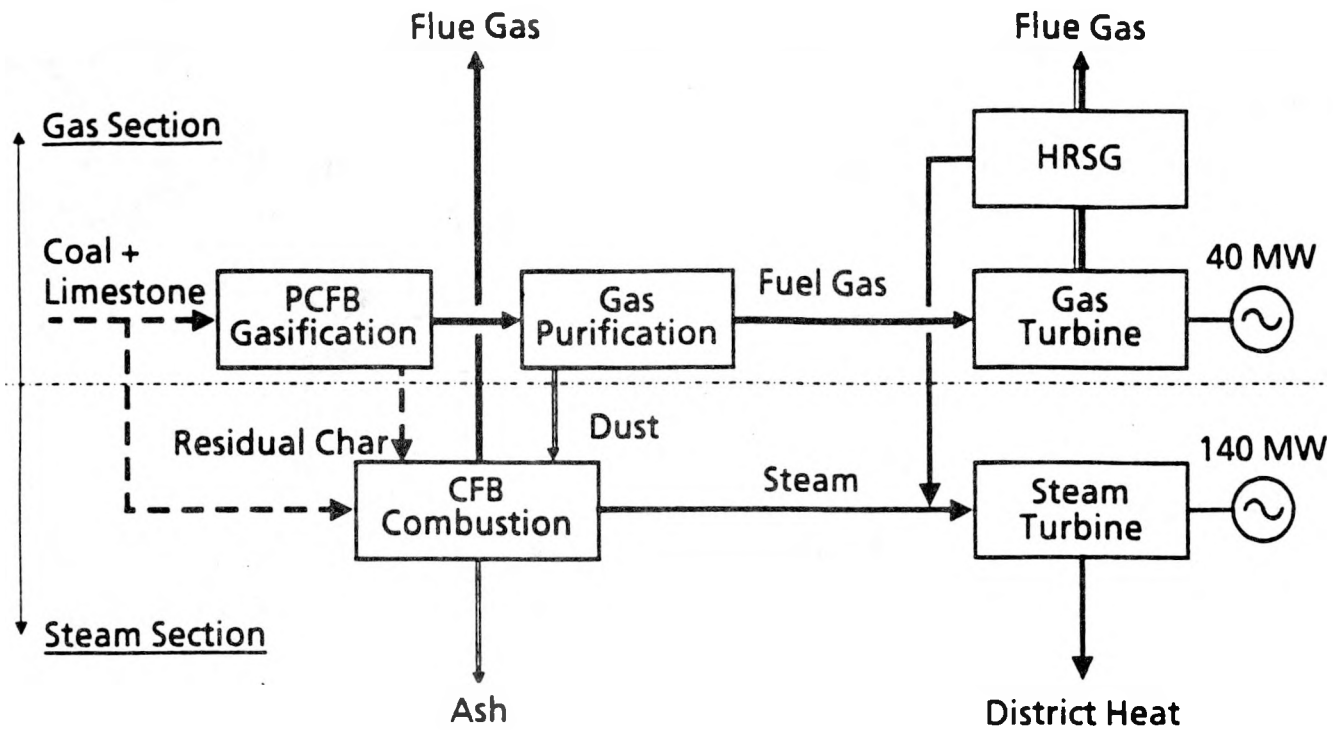 Flue Gas
Flue Gas
Gas Section
HRSG
Coal +
Limestone
PCFB
Gasification
Gas
Purification
Fuel Gas
Gas
Turbine
40 MW
Residual Char
Dust
CFB
Combustion
Steam
Steam
Turbine
140 MW
Steam Section
Ash
District Heat